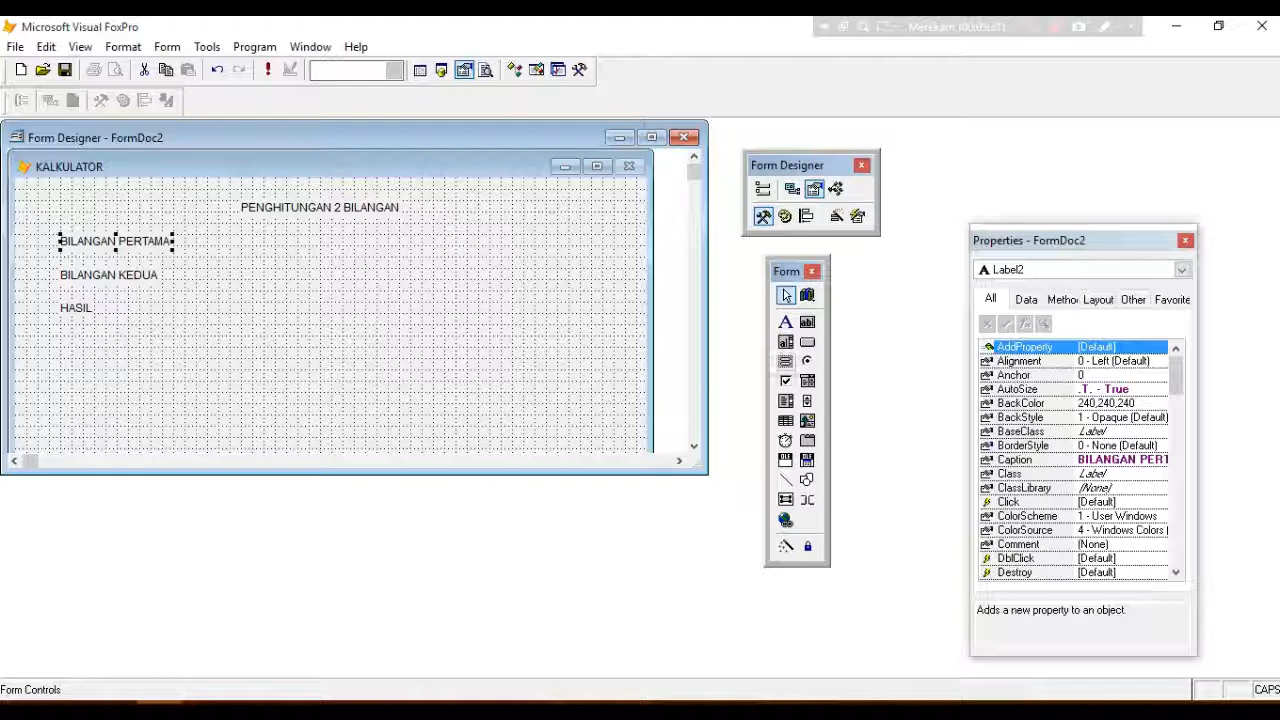 Microsoft Visual FoxPro
File Edit View Format Form Tools Program Window Help
Form Designer - FormDoc2
KALKULATOR
PENGHITUNGAN 2 BILANGAN
BILANGAN PERTAMA
BILANGAN KEDUA
HASIL
Form Designer
Form
Properties - FormDoc2
A Label2
All Data Metho Layout Other Favorite
AddProperty [Default]
Alignment 0 - Left (Default)
Anchor 0
AutoSize .T. - True
BackColor 240,240,240
BackStyle 1 - Opaque (Default)
BaseClass Label
BorderStyle 0 - None (Default)
Caption BILANGAN PERT
Class Label
ClassLibrary (None)
Click [Default]
ColorScheme 1 - User Windows
ColorSource 4 - Windows Colors (
Comment (None)
DblClick [Default]
Destroy [Default]
Adds a new property to an object.
Form Controls
CAPS